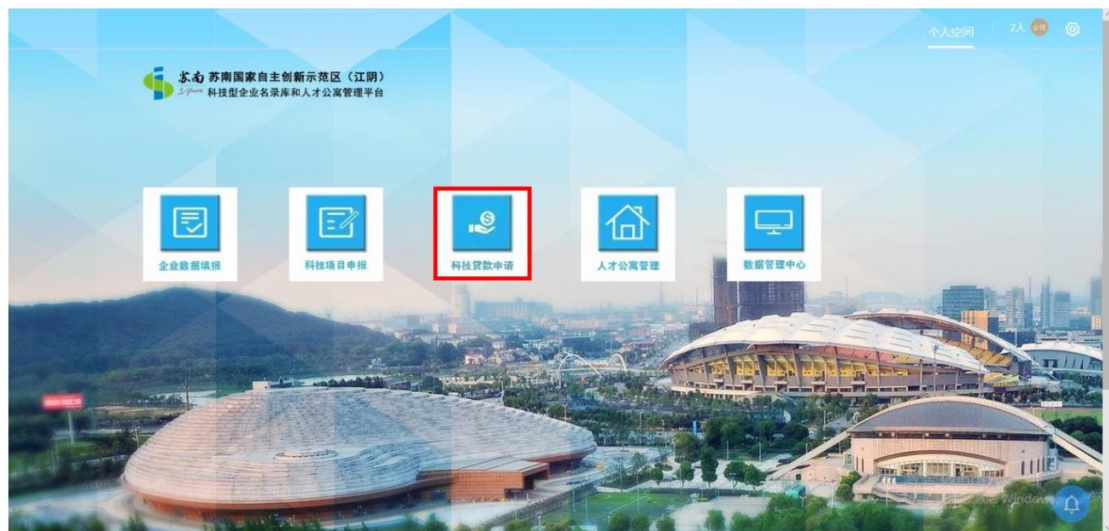 个人空间
2人
苏南 苏南国家自主创新示范区（江阴）
科技型企业名录库和人才公寓管理平台
企业数据填报
科技项目申报
科技贷款申请
人才公寓管理
数据管理中心